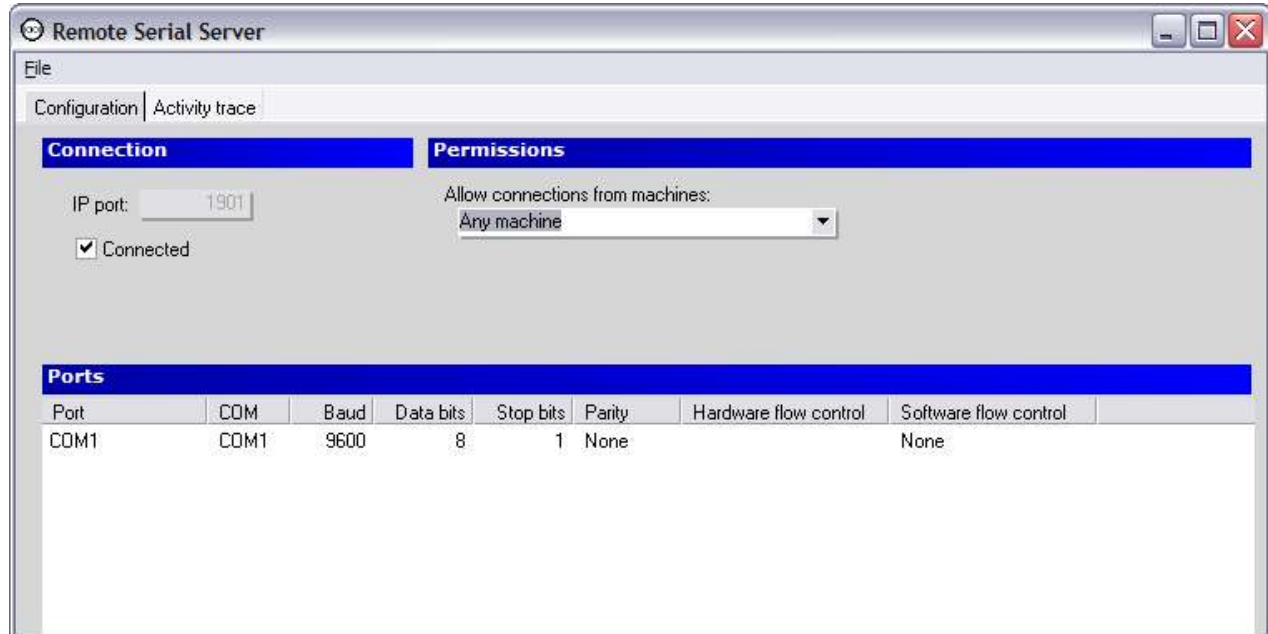 Remote Serial Server
File
Configuration Activity trace
Connection Permissions
IP port: 1901 Allow connections from machines:
Any machine
Connected
Ports
Port COM Baud Data bits Stop bits Parity Hardware flow control Software flow control
COM1 COM1 9600 8 1 None None